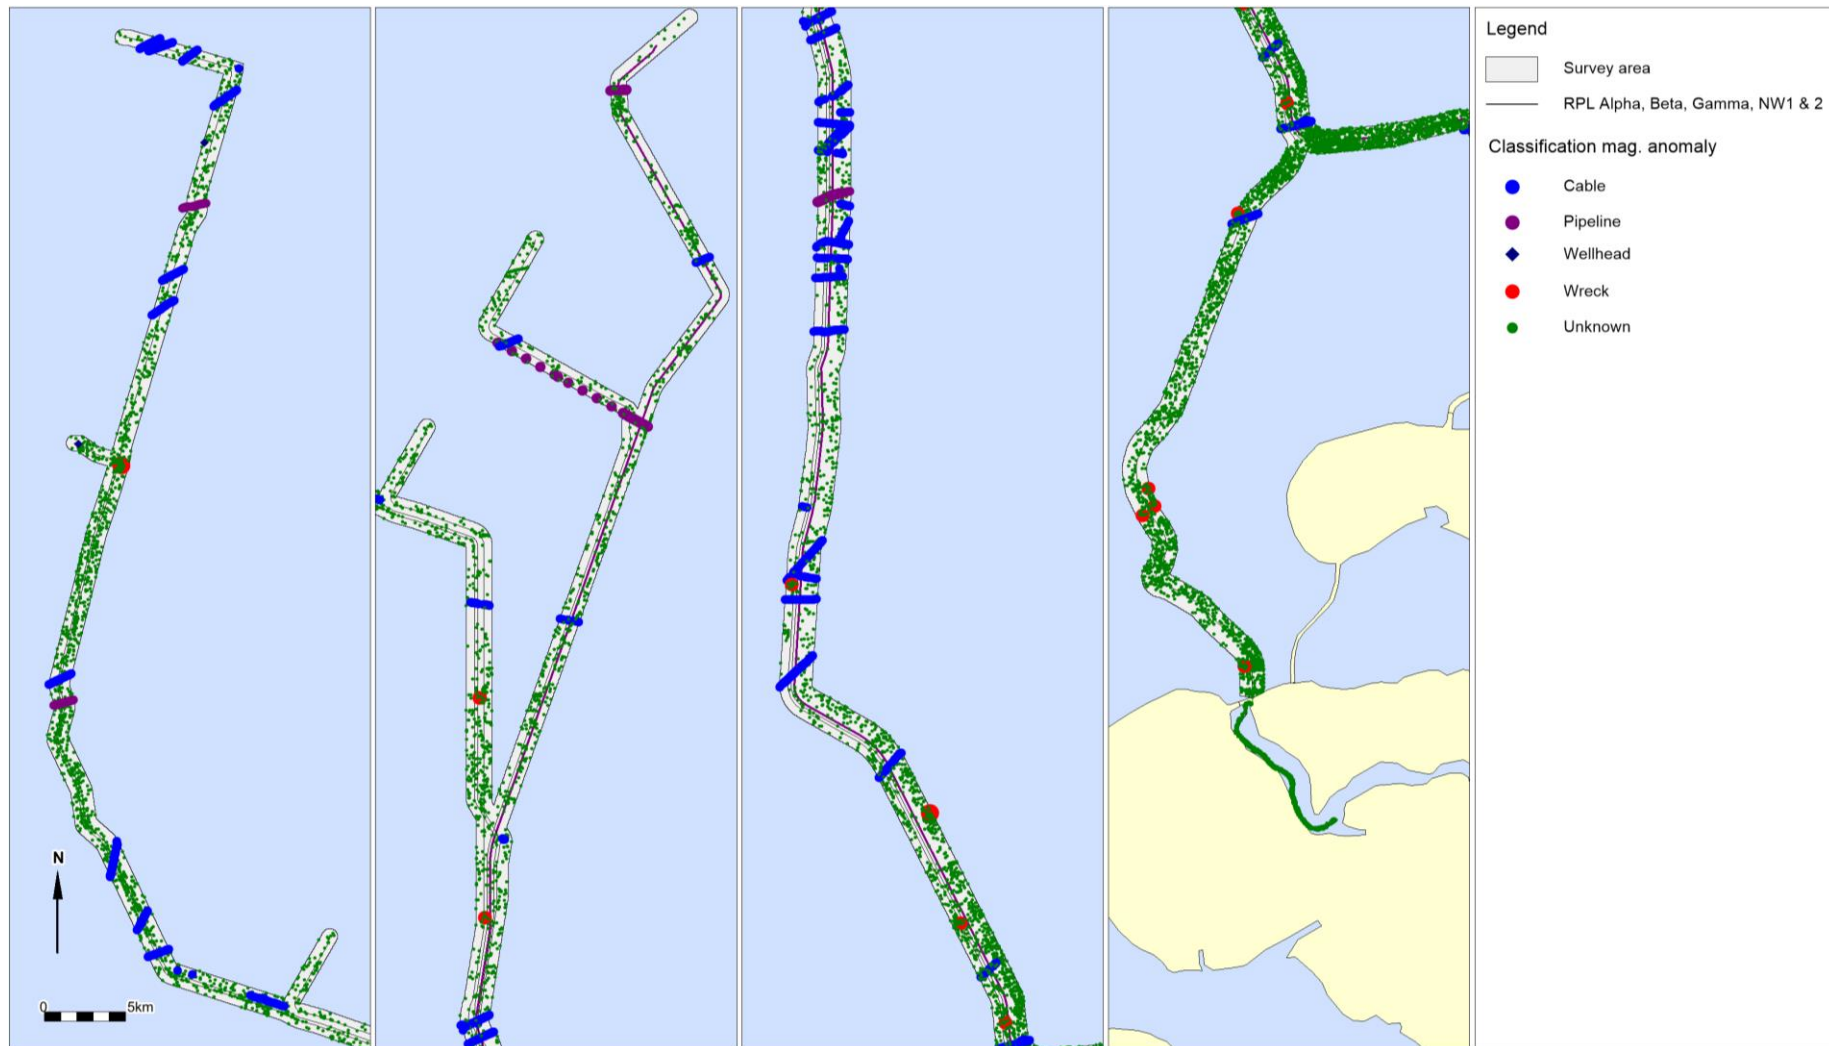 N
0 5km
Legend
Survey area
RPL Alpha, Beta, Gamma, NW1 & 2
Classification mag. anomaly
Cable
Pipeline
Wellhead
Wreck
Unknown